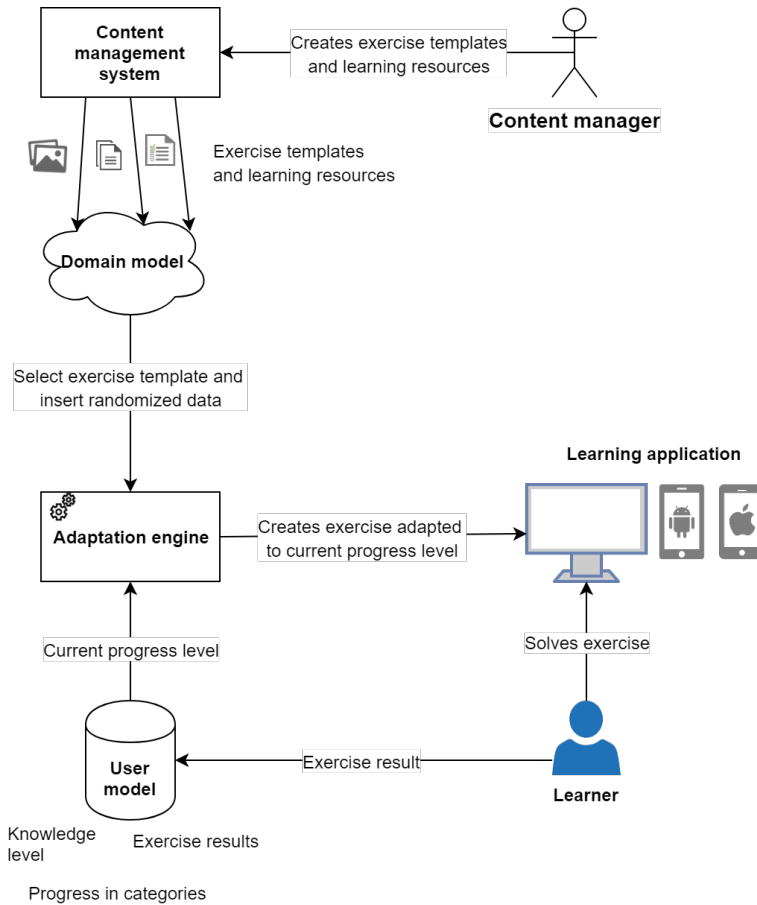 Content
management
system
Creates exercise templates
and learning resources
Content manager
Exercise templates
and learning resources
Domain model
Select exercise template and
insert randomized data
Learning application
Adaptation engine
Creates exercise adapted
to current progress level
Current progress level
Solves exercise
User
model
Exercise result
Learner
Knowledge
level
Exercise results
Progress in categories